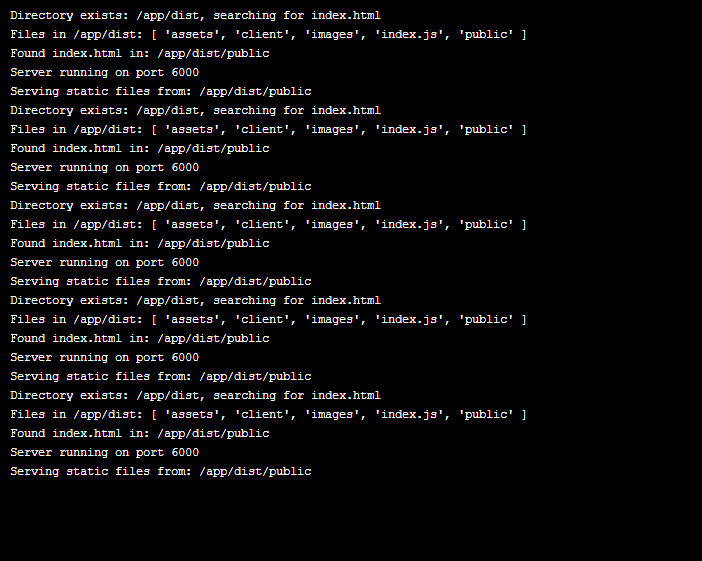 Directory exists: /app/dist, searching for index.html
Files in /app/dist: [ 'assets', 'client', 'images', 'index.js', 'public' ]
Found index.html in: /app/dist/public
Server running on port 6000
Serving static files from: /app/dist/public
Directory exists: /app/dist, searching for index.html
Files in /app/dist: [ 'assets', 'client', 'images', 'index.js', 'public' ]
Found index.html in: /app/dist/public
Server running on port 6000
Serving static files from: /app/dist/public
Directory exists: /app/dist, searching for index.html
Files in /app/dist: [ 'assets', 'client', 'images', 'index.js', 'public' ]
Found index.html in: /app/dist/public
Server running on port 6000
Serving static files from: /app/dist/public
Directory exists: /app/dist, searching for index.html
Files in /app/dist: [ 'assets', 'client', 'images', 'index.js', 'public' ]
Found index.html in: /app/dist/public
Server running on port 6000
Serving static files from: /app/dist/public
Directory exists: /app/dist, searching for index.html
Files in /app/dist: [ 'assets', 'client', 'images', 'index.js', 'public' ]
Found index.html in: /app/dist/public
Server running on port 6000
Serving static files from: /app/dist/public